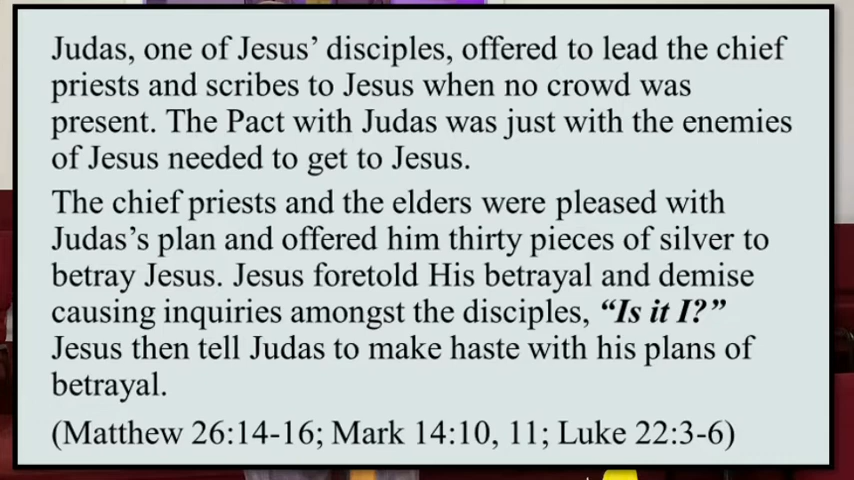 Judas, one of Jesus’ disciples, offered to lead the chief
priests and scribes to Jesus when no crowd was
present. The Pact with Judas was just with the enemies
of Jesus needed to get to Jesus.
The chief priests and the elders were pleased with
Judas’s plan and offered him thirty pieces of silver to
betray Jesus. Jesus foretold His betrayal and demise
causing inquiries amongst the disciples, “Is it I?”
Jesus then tell Judas to make haste with his plans of
betrayal.
(Matthew 26:14-16; Mark 14:10, 11; Luke 22:3-6)